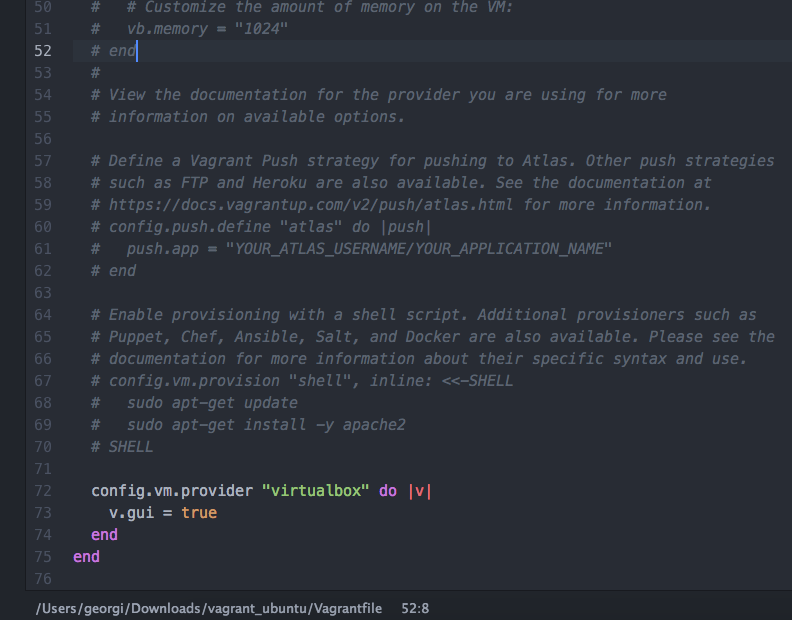 50 #   # Customize the amount of memory on the VM:
51 #   vb.memory = "1024"
52 # end
53 #
54 # View the documentation for the provider you are using for more
55 # information on available options.
56
57 # Define a Vagrant Push strategy for pushing to Atlas. Other push strategies
58 # such as FTP and Heroku are also available. See the documentation at
59 # https://docs.vagrantup.com/v2/push/atlas.html for more information.
60 # config.push.define "atlas" do |push|
61 #   push.app = "YOUR_ATLAS_USERNAME/YOUR_APPLICATION_NAME"
62 # end
63
64 # Enable provisioning with a shell script. Additional provisioners such as
65 # Puppet, Chef, Ansible, Salt, and Docker are also available. Please see the
66 # documentation for more information about their specific syntax and use.
67 # config.vm.provision "shell", inline: <<-SHELL
68 #   sudo apt-get update
69 #   sudo apt-get install -y apache2
70 # SHELL
71
72   config.vm.provider "virtualbox" do |v|
73     v.gui = true
74   end
75 end
76
/Users/georgi/Downloads/vagrant_ubuntu/Vagrantfile 52:8